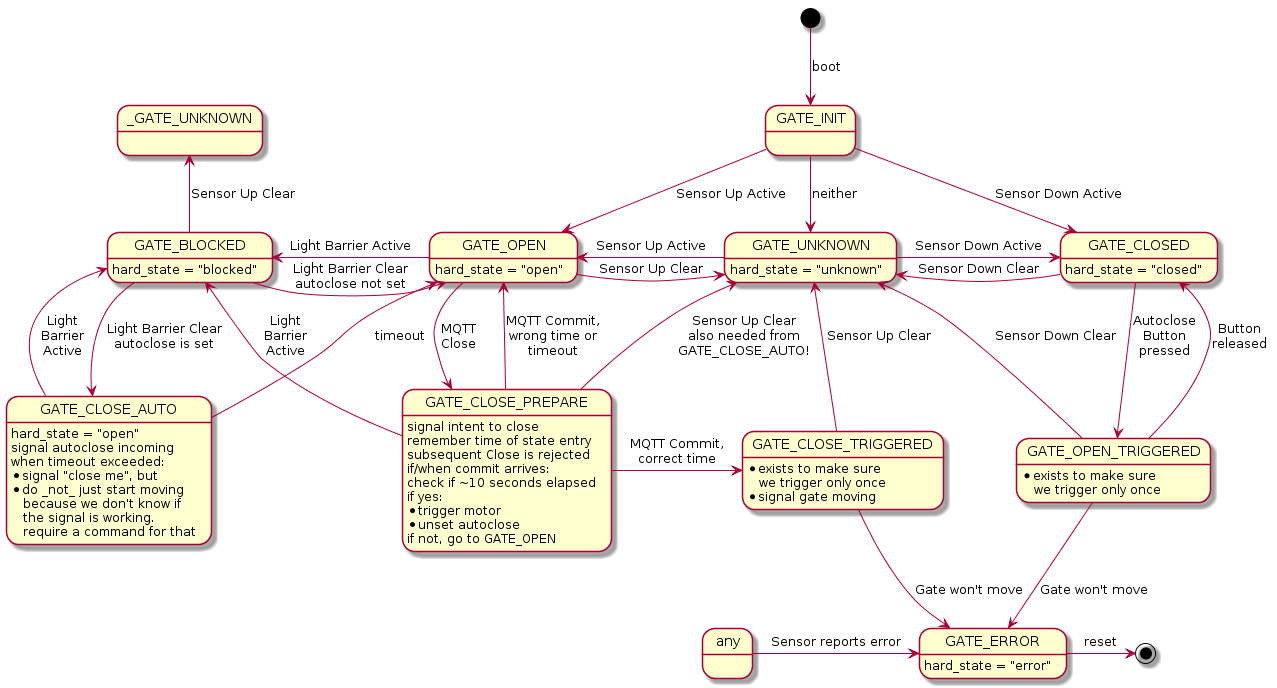 boot
_GATE_UNKNOWN
GATE_INIT
Sensor Up Clear
Sensor Up Active
neither
Sensor Down Active
GATE_BLOCKED
hard_state = "blocked"
Light Barrier Active
Light Barrier Clear
autoclose not set
GATE_OPEN
hard_state = "open"
Sensor Up Active
Sensor Up Clear
GATE_UNKNOWN
hard_state = "unknown"
Sensor Down Active
Sensor Down Clear
GATE_CLOSED
hard_state = "closed"
Light
Barrier
Active
Light Barrier Clear
autoclose is set
Light
Barrier
Active
timeout
MQTT
Close
MQTT Commit,
wrong time or
timeout
Sensor Up Clear
also needed from
GATE_CLOSE_AUTO!
Sensor Up Clear
Sensor Down Clear
Autoclose
Button
pressed
Button
released
GATE_CLOSE_AUTO
hard_state = "open"
signal autoclose incoming
when timeout exceeded:
• signal "close me", but
• do _not_ just start moving
because we don't know if
the signal is working.
require a command for that
GATE_CLOSE_PREPARE
signal intent to close
remember time of state entry
subsequent Close is rejected
if/when commit arrives:
check if ~10 seconds elapsed
if yes:
• trigger motor
• unset autoclose
if not, go to GATE_OPEN
MQTT Commit,
correct time
GATE_CLOSE_TRIGGERED
• exists to make sure
we trigger only once
• signal gate moving
GATE_OPEN_TRIGGERED
• exists to make sure
we trigger only once
Gate won't move
Gate won't move
any
Sensor reports error
GATE_ERROR
hard_state = "error"
reset